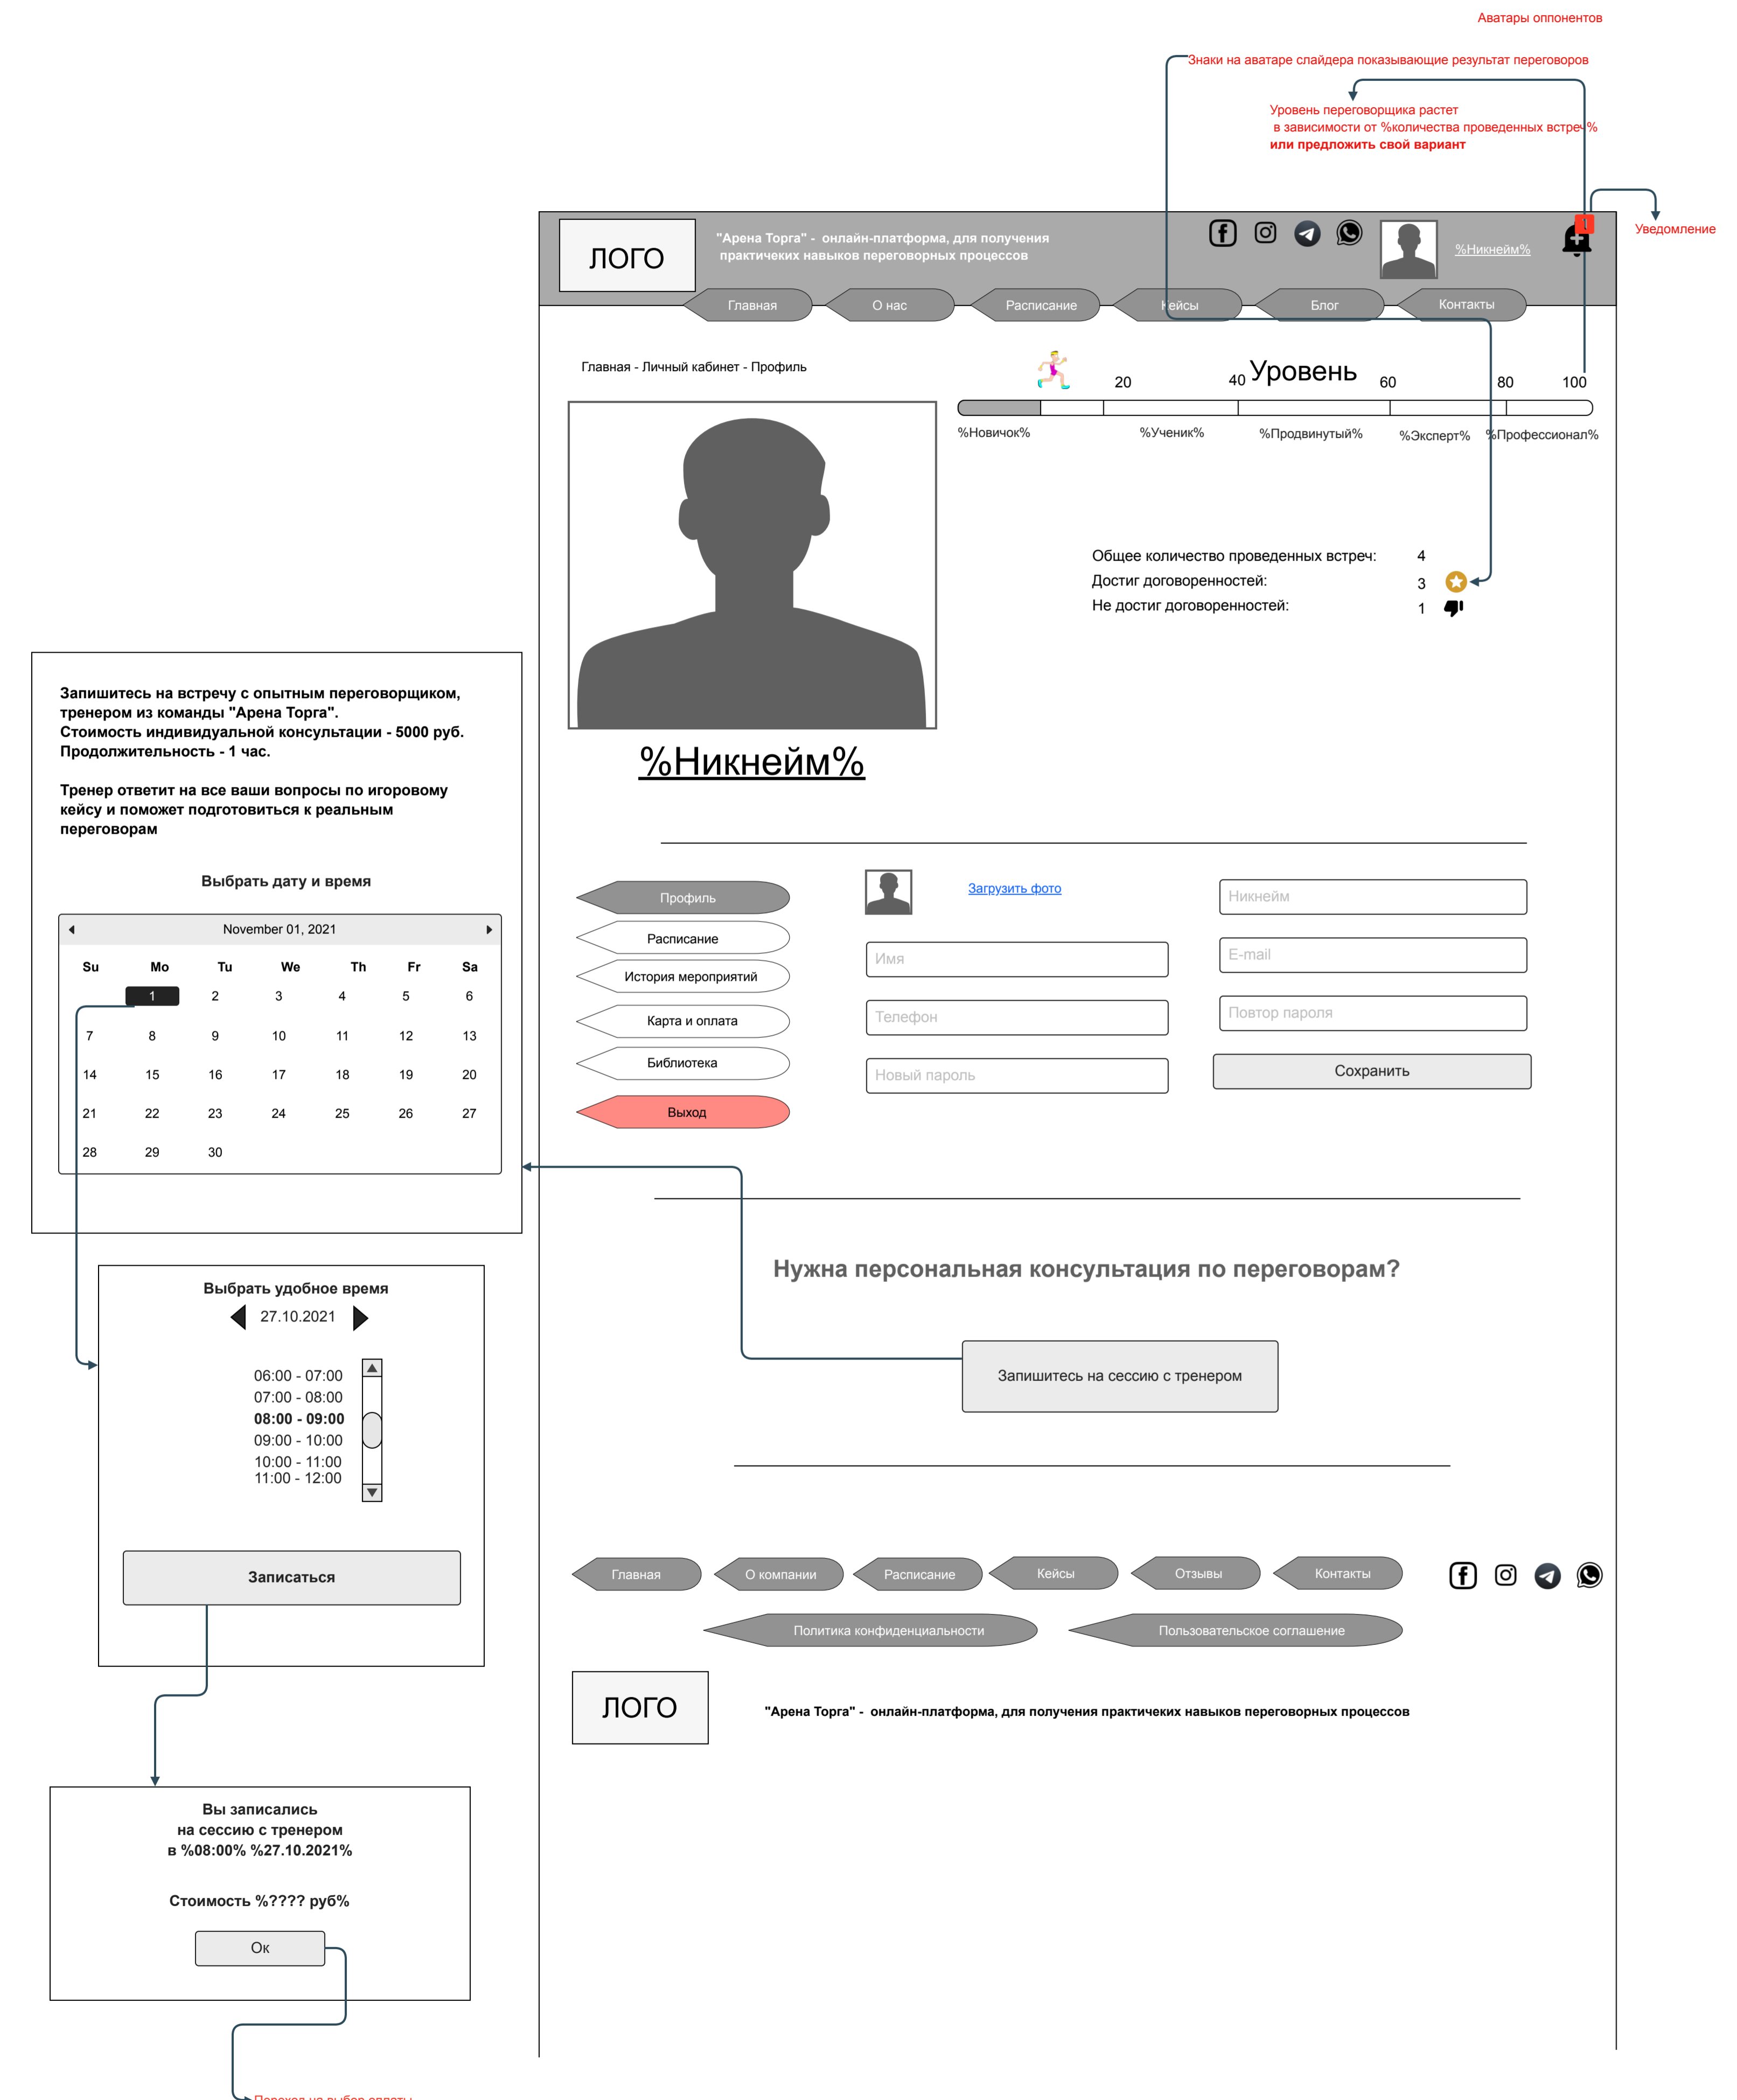 Аватары оппонентов
Знаки на аватаре слайдера показывающие результат переговоров
Уровень переговорщика растет
в зависимости от %количества проведенных встреч%
или предложить свой вариант
Уведомление
ЛОГО
"Арена Торга" - онлайн-платформа, для получения
практичеких навыков переговорных процессов
%Никнейм%
1
Главная
О нас
Расписание
Кейсы
Блог
Контакты
Главная - Личный кабинет - Профиль
Уровень
20
40
60
80
100
%Новичок%
%Ученик%
%Продвинутый%
%Эксперт%
%Профессионал%
Общее количество проведенных встреч: 4
Достиг договоренностей: 3
Не достиг договоренностей: 1
%Никнейм%
Запишитесь на встречу с опытным переговорщиком,
тренером из команды "Арена Торга".
Стоимость индивидуальной консультации - 5000 руб.
Продолжительность - 1 час.
Тренер ответит на все ваши вопросы по игоровому
кейсу и поможет подготовиться к реальным
переговорам
Выбрать дату и время
November 01, 2021
Su Mo Tu We Th Fr Sa
1 2 3 4 5 6
7 8 9 10 11 12 13
14 15 16 17 18 19 20
21 22 23 24 25 26 27
28 29 30
Профиль
Расписание
История мероприятий
Карта и оплата
Библиотека
Выход
Загрузить фото
Никнейм
Имя
E-mail
Телефон
Повтор пароля
Новый пароль
Сохранить
Выбрать удобное время
27.10.2021
06:00 - 07:00
07:00 - 08:00
08:00 - 09:00
09:00 - 10:00
10:00 - 11:00
11:00 - 12:00
Записаться
Нужна персональная консультация по переговорам?
Запишитесь на сессию с тренером
Главная
О компании
Расписание
Кейсы
Отзывы
Контакты
Политика конфиденциальности
Пользовательское соглашение
ЛОГО
"Арена Торга" - онлайн-платформа, для получения практичеких навыков переговорных процессов
Вы записались
на сессию с тренером
в %08:00% %27.10.2021%
Стоимость %???? руб%
Ок
Переход на выбор оплаты